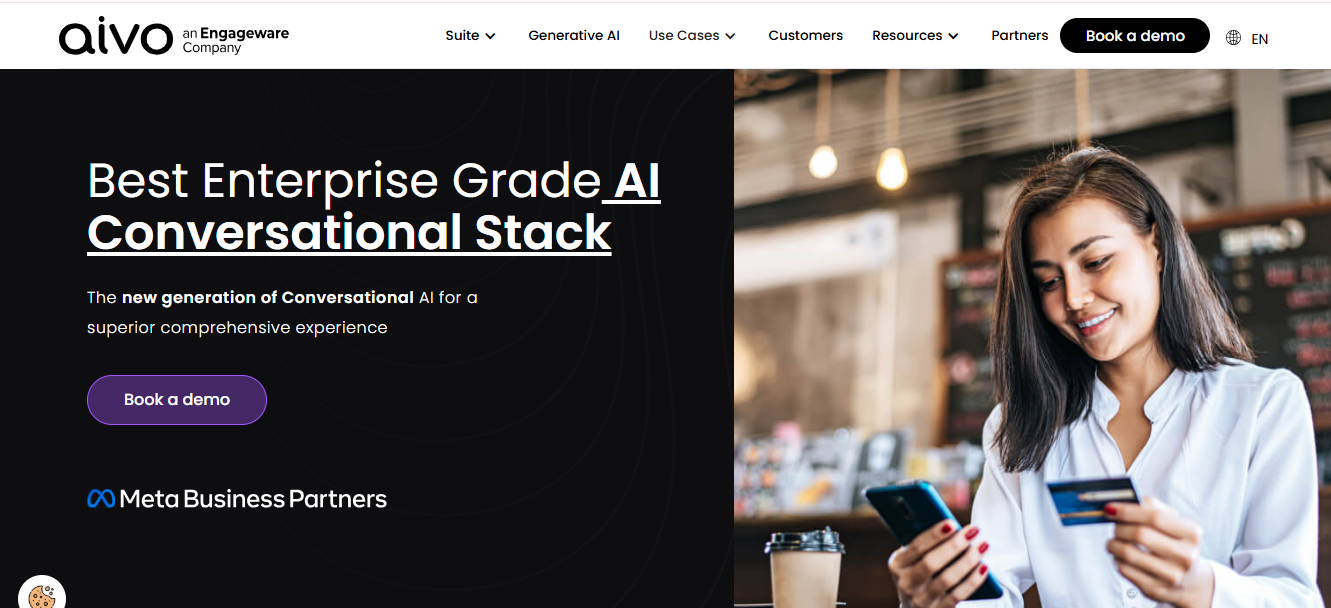 aivo an Engageware
Company
Suite Generative AI Use Cases Customers Resources Partners Book a demo EN
Best Enterprise Grade AI
Conversational Stack
The new generation of Conversational AI for a
superior comprehensive experience
Book a demo
Meta Business Partners